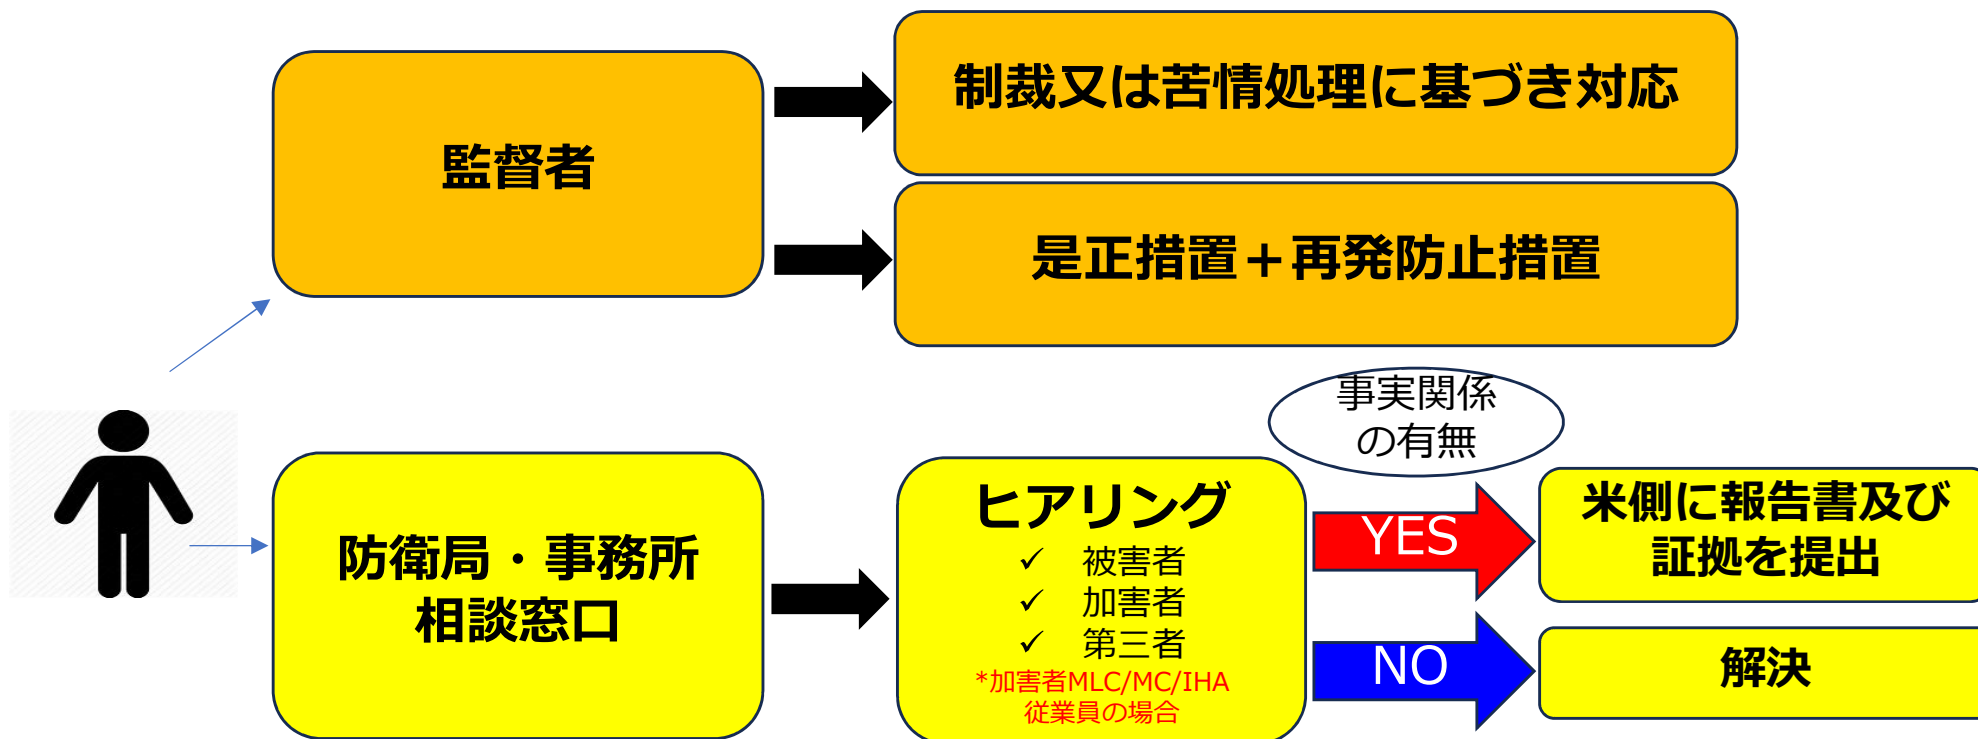 監督者
制裁又は苦情処理に基づき対応
是正措置+再発防止措置
防衛局・事務所
相談窓口
ヒアリング
✓ 被害者
✓ 加害者
✓ 第三者
*加害者MLC/MC/IHA
従業員の場合
事実関係
の有無
YES
米側に報告書及び
証拠を提出
NO
解決